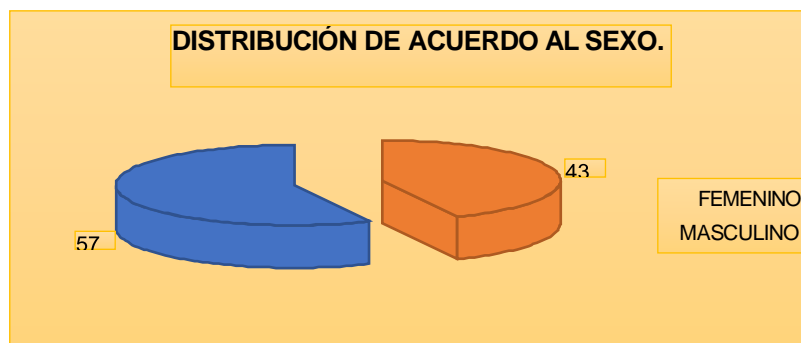 DISTRIBUCIÓN DE ACUERDO AL SEXO.
43
57
FEMENINO
MASCULINO